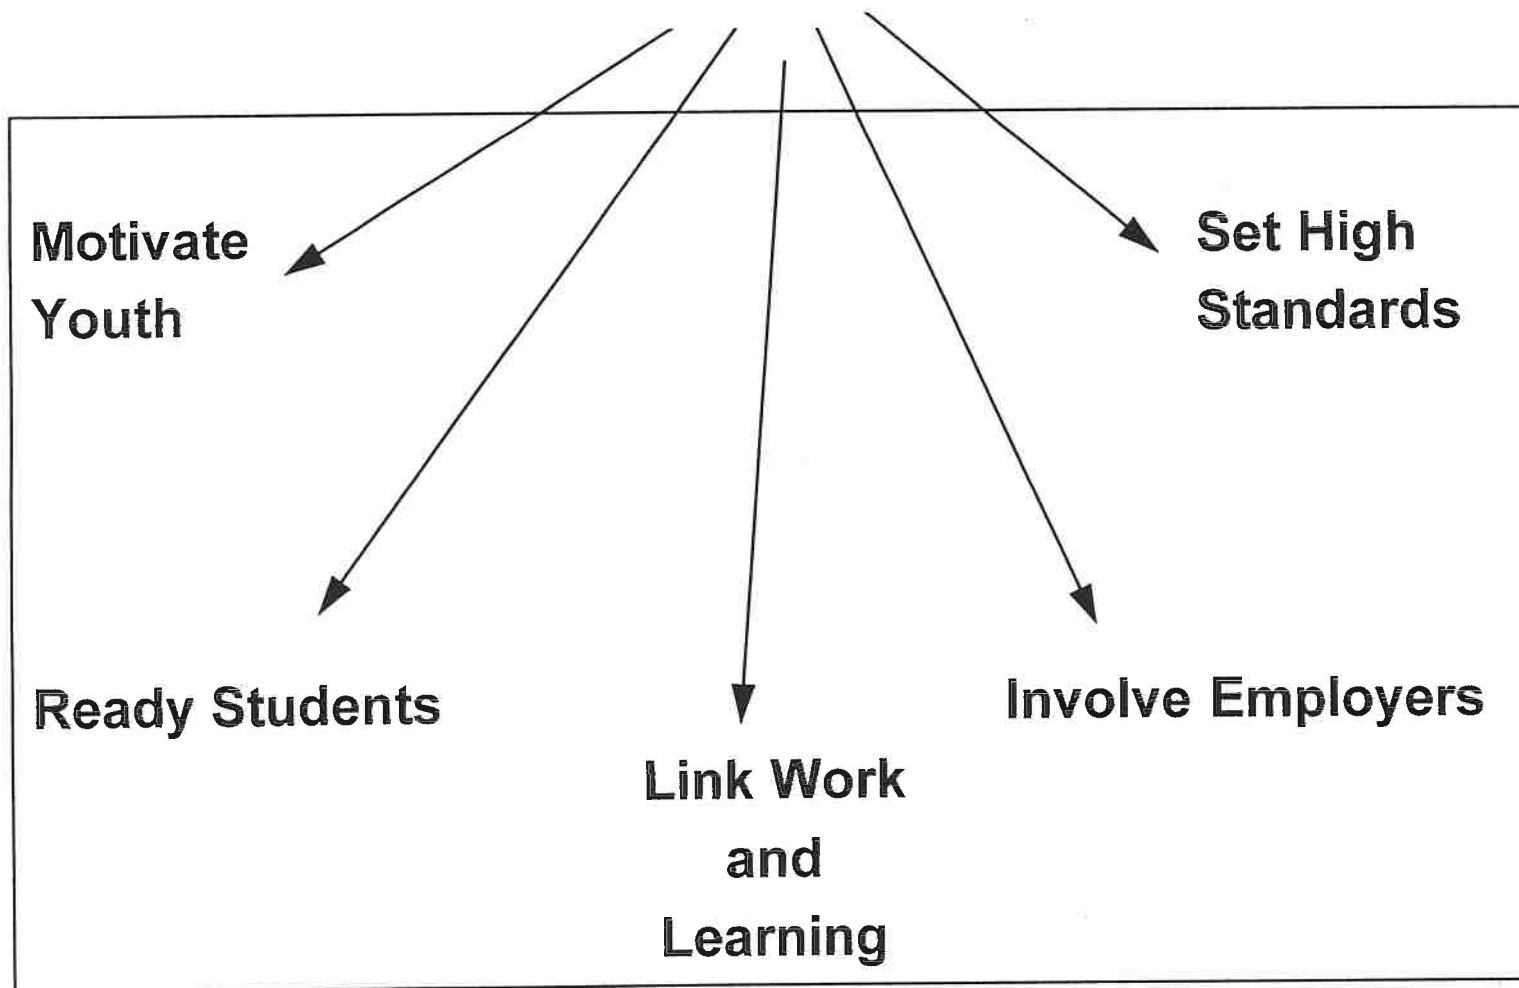 Motivate
Youth
Set High
Standards
Ready Students
Involve Employers
Link Work
and
Learning